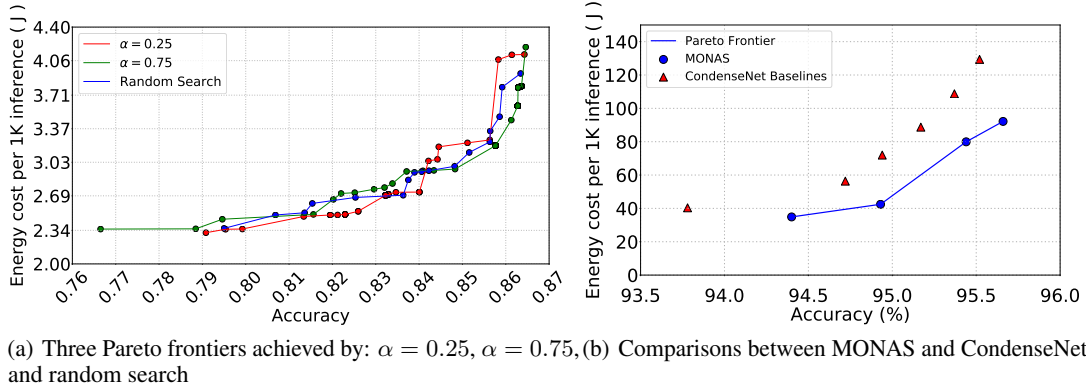 Energy cost per 1K inference ( J )
4.40
4.06
3.71
3.37
3.03
2.69
2.34
2.00
α = 0.25
α = 0.75
Random Search
0.76 0.77 0.78 0.79 0.80 0.81 0.82 0.83 0.84 0.85 0.86 0.87
Accuracy
Energy cost per 1K inference ( J )
140
120
100
80
60
40
20
0
Pareto Frontier
MONAS
CondenseNet Baselines
93.5 94.0 94.5 95.0 95.5 96.0
Accuracy (%)
(a) Three Pareto frontiers achieved by: α = 0.25, α = 0.75,
and random search
(b) Comparisons between MONAS and CondenseNet